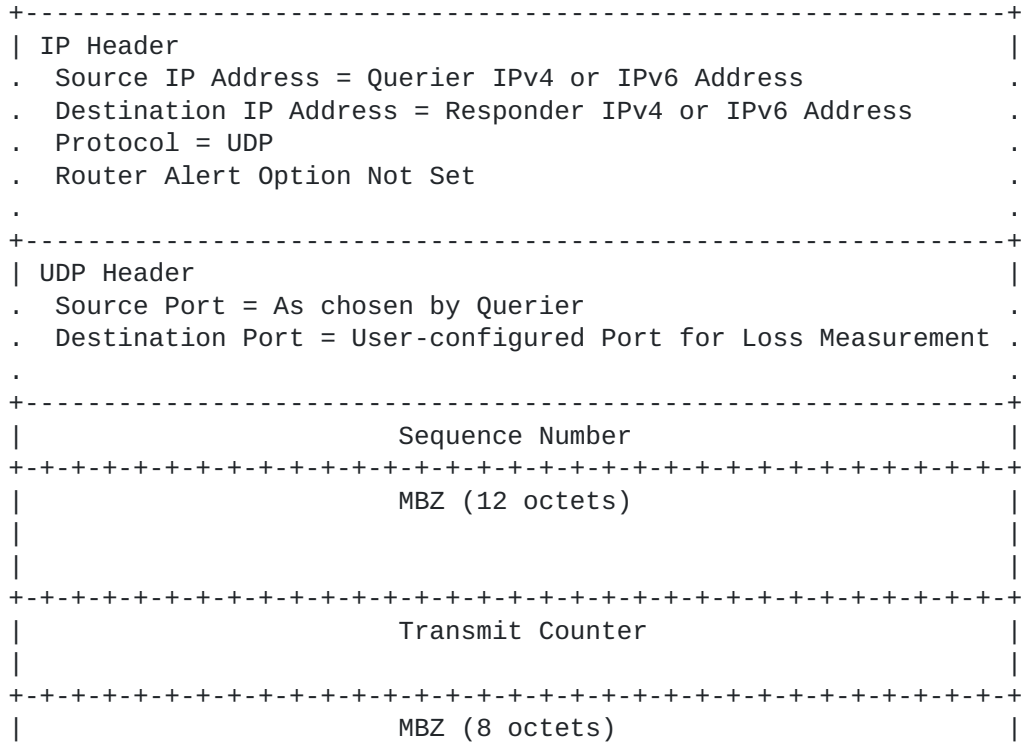 +---------------------------------------------------------------+
| IP Header                                                     |
.  Source IP Address = Querier IPv4 or IPv6 Address             .
.  Destination IP Address = Responder IPv4 or IPv6 Address      .
.  Protocol = UDP                                               .
.  Router Alert Option Not Set                                  .
.                                                               .
+---------------------------------------------------------------+
| UDP Header                                                    |
.  Source Port = As chosen by Querier                           .
.  Destination Port = User-configured Port for Loss Measurement .
.                                                               .
+---------------------------------------------------------------+
|                        Sequence Number                        |
+-+-+-+-+-+-+-+-+-+-+-+-+-+-+-+-+-+-+-+-+-+-+-+-+-+-+-+-+-+-+-+-+
|                        MBZ (12 octets)                        |
|                                                               |
|                                                               |
+-+-+-+-+-+-+-+-+-+-+-+-+-+-+-+-+-+-+-+-+-+-+-+-+-+-+-+-+-+-+-+-+
|                        Transmit Counter                       |
|                                                               |
+-+-+-+-+-+-+-+-+-+-+-+-+-+-+-+-+-+-+-+-+-+-+-+-+-+-+-+-+-+-+-+-+
|                        MBZ (8 octets)                         |